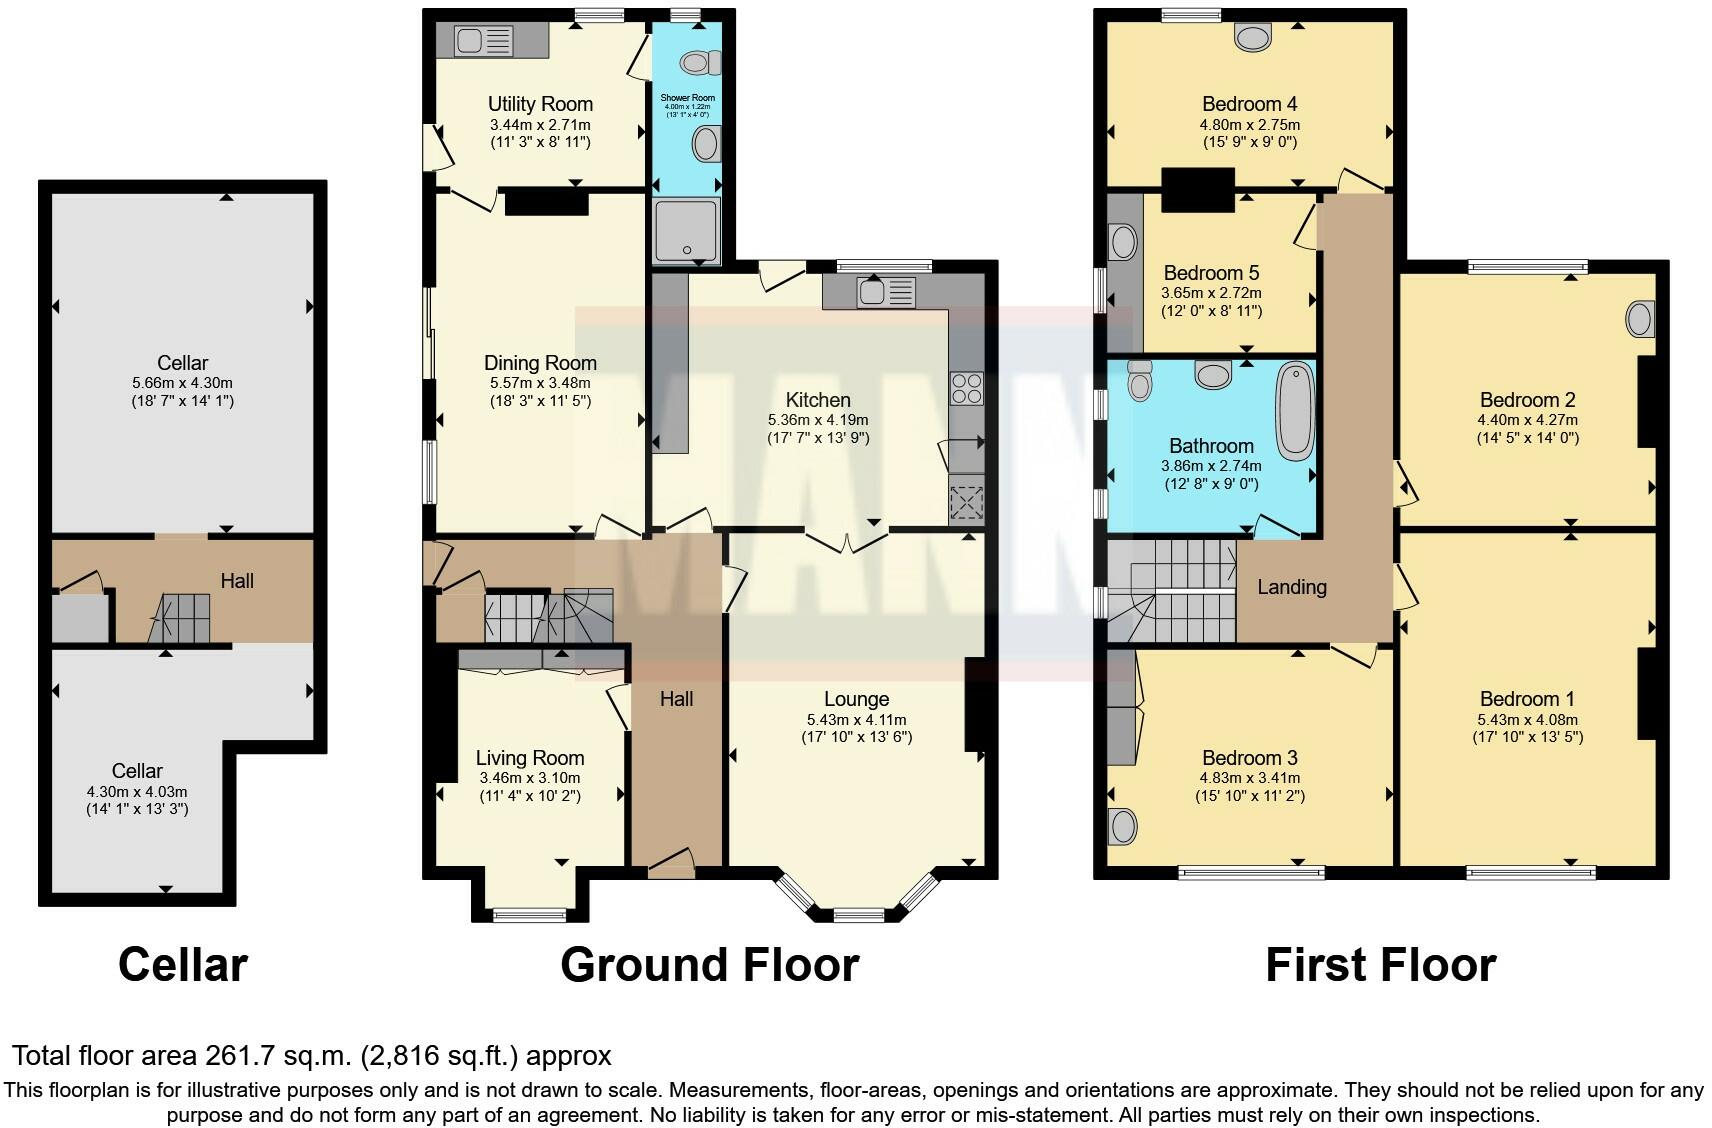 Cellar
5.66m x 4.30m
(18' 7" x 14' 1")
Hall
Cellar
4.30m x 4.03m
(14' 1" x 13' 3")
Cellar
Utility Room
3.44m x 2.71m
(11' 3" x 8' 11")
Shower Room
4.00m x 1.22m
(13' 1" x 4' 0")
Dining Room
5.57m x 3.48m
(18' 3" x 11' 5")
Kitchen
5.36m x 4.19m
(17' 7" x 13' 9")
MANN
Hall
Lounge
5.43m x 4.11m
(17' 10" x 13' 6")
Living Room
3.46m x 3.10m
(11' 4" x 10' 2")
Ground Floor
Bedroom 4
4.80m x 2.75m
(15' 9" x 9' 0")
Bedroom 5
3.65m x 2.72m
(12' 0" x 8' 11")
Bedroom 2
4.40m x 4.27m
(14' 5" x 14' 0")
Bathroom
3.86m x 2.74m
(12' 8" x 9' 0")
Landing
Bedroom 1
5.43m x 4.08m
(17' 10" x 13' 5")
Bedroom 3
4.83m x 3.41m
(15' 10" x 11' 2")
First Floor
Total floor area 261.7 sq.m. (2,816 sq.ft.) approx
This floorplan is for illustrative purposes only and is not drawn to scale. Measurements, floor-areas, openings and orientations are approximate. They should not be relied upon for any
purpose and do not form any part of an agreement. No liability is taken for any error or mis-statement. All parties must rely on their own inspections.